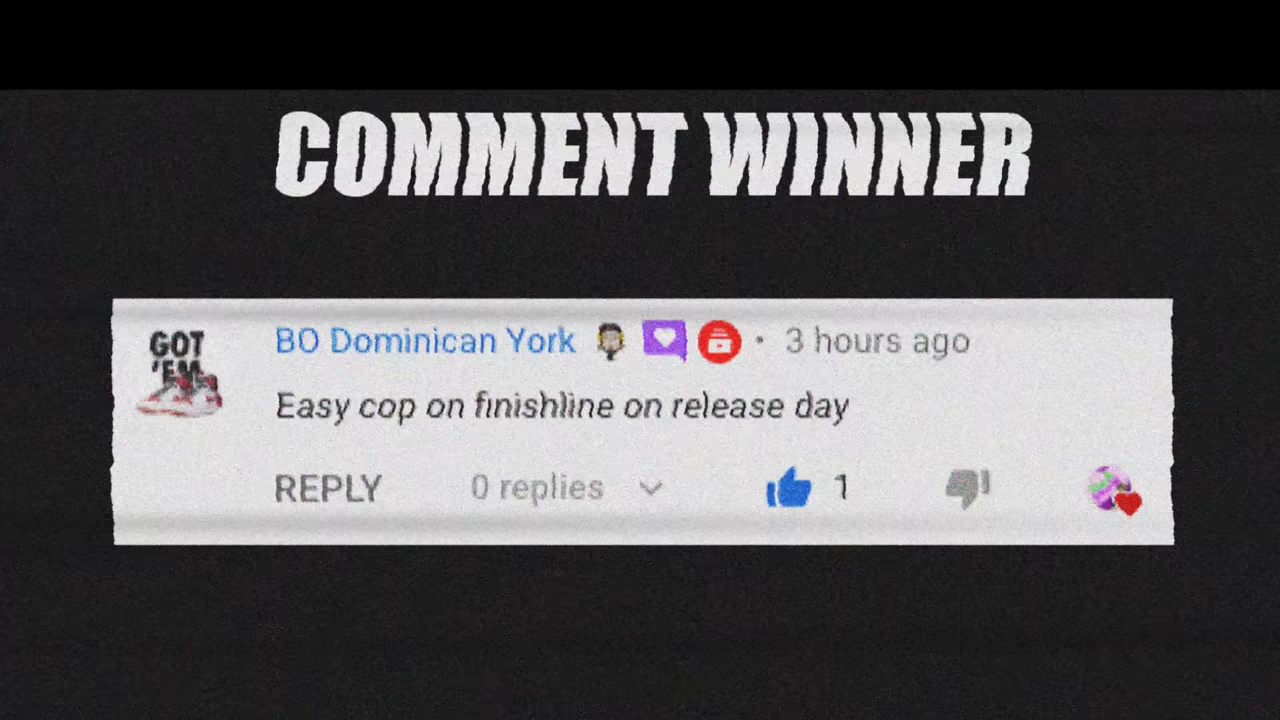 COMMENT WINNER
GOT
'EM
BO Dominican York · 3 hours ago
Easy cop on finishline on release day
REPLY 0 replies 1